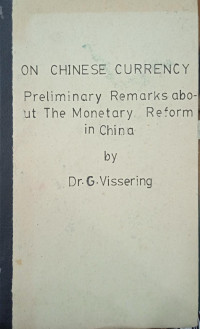 ON CHINESE CURRENCY
Preliminary Remarks abo-
ut The Monetary Reform
in China
by
Dr. G. Vissering